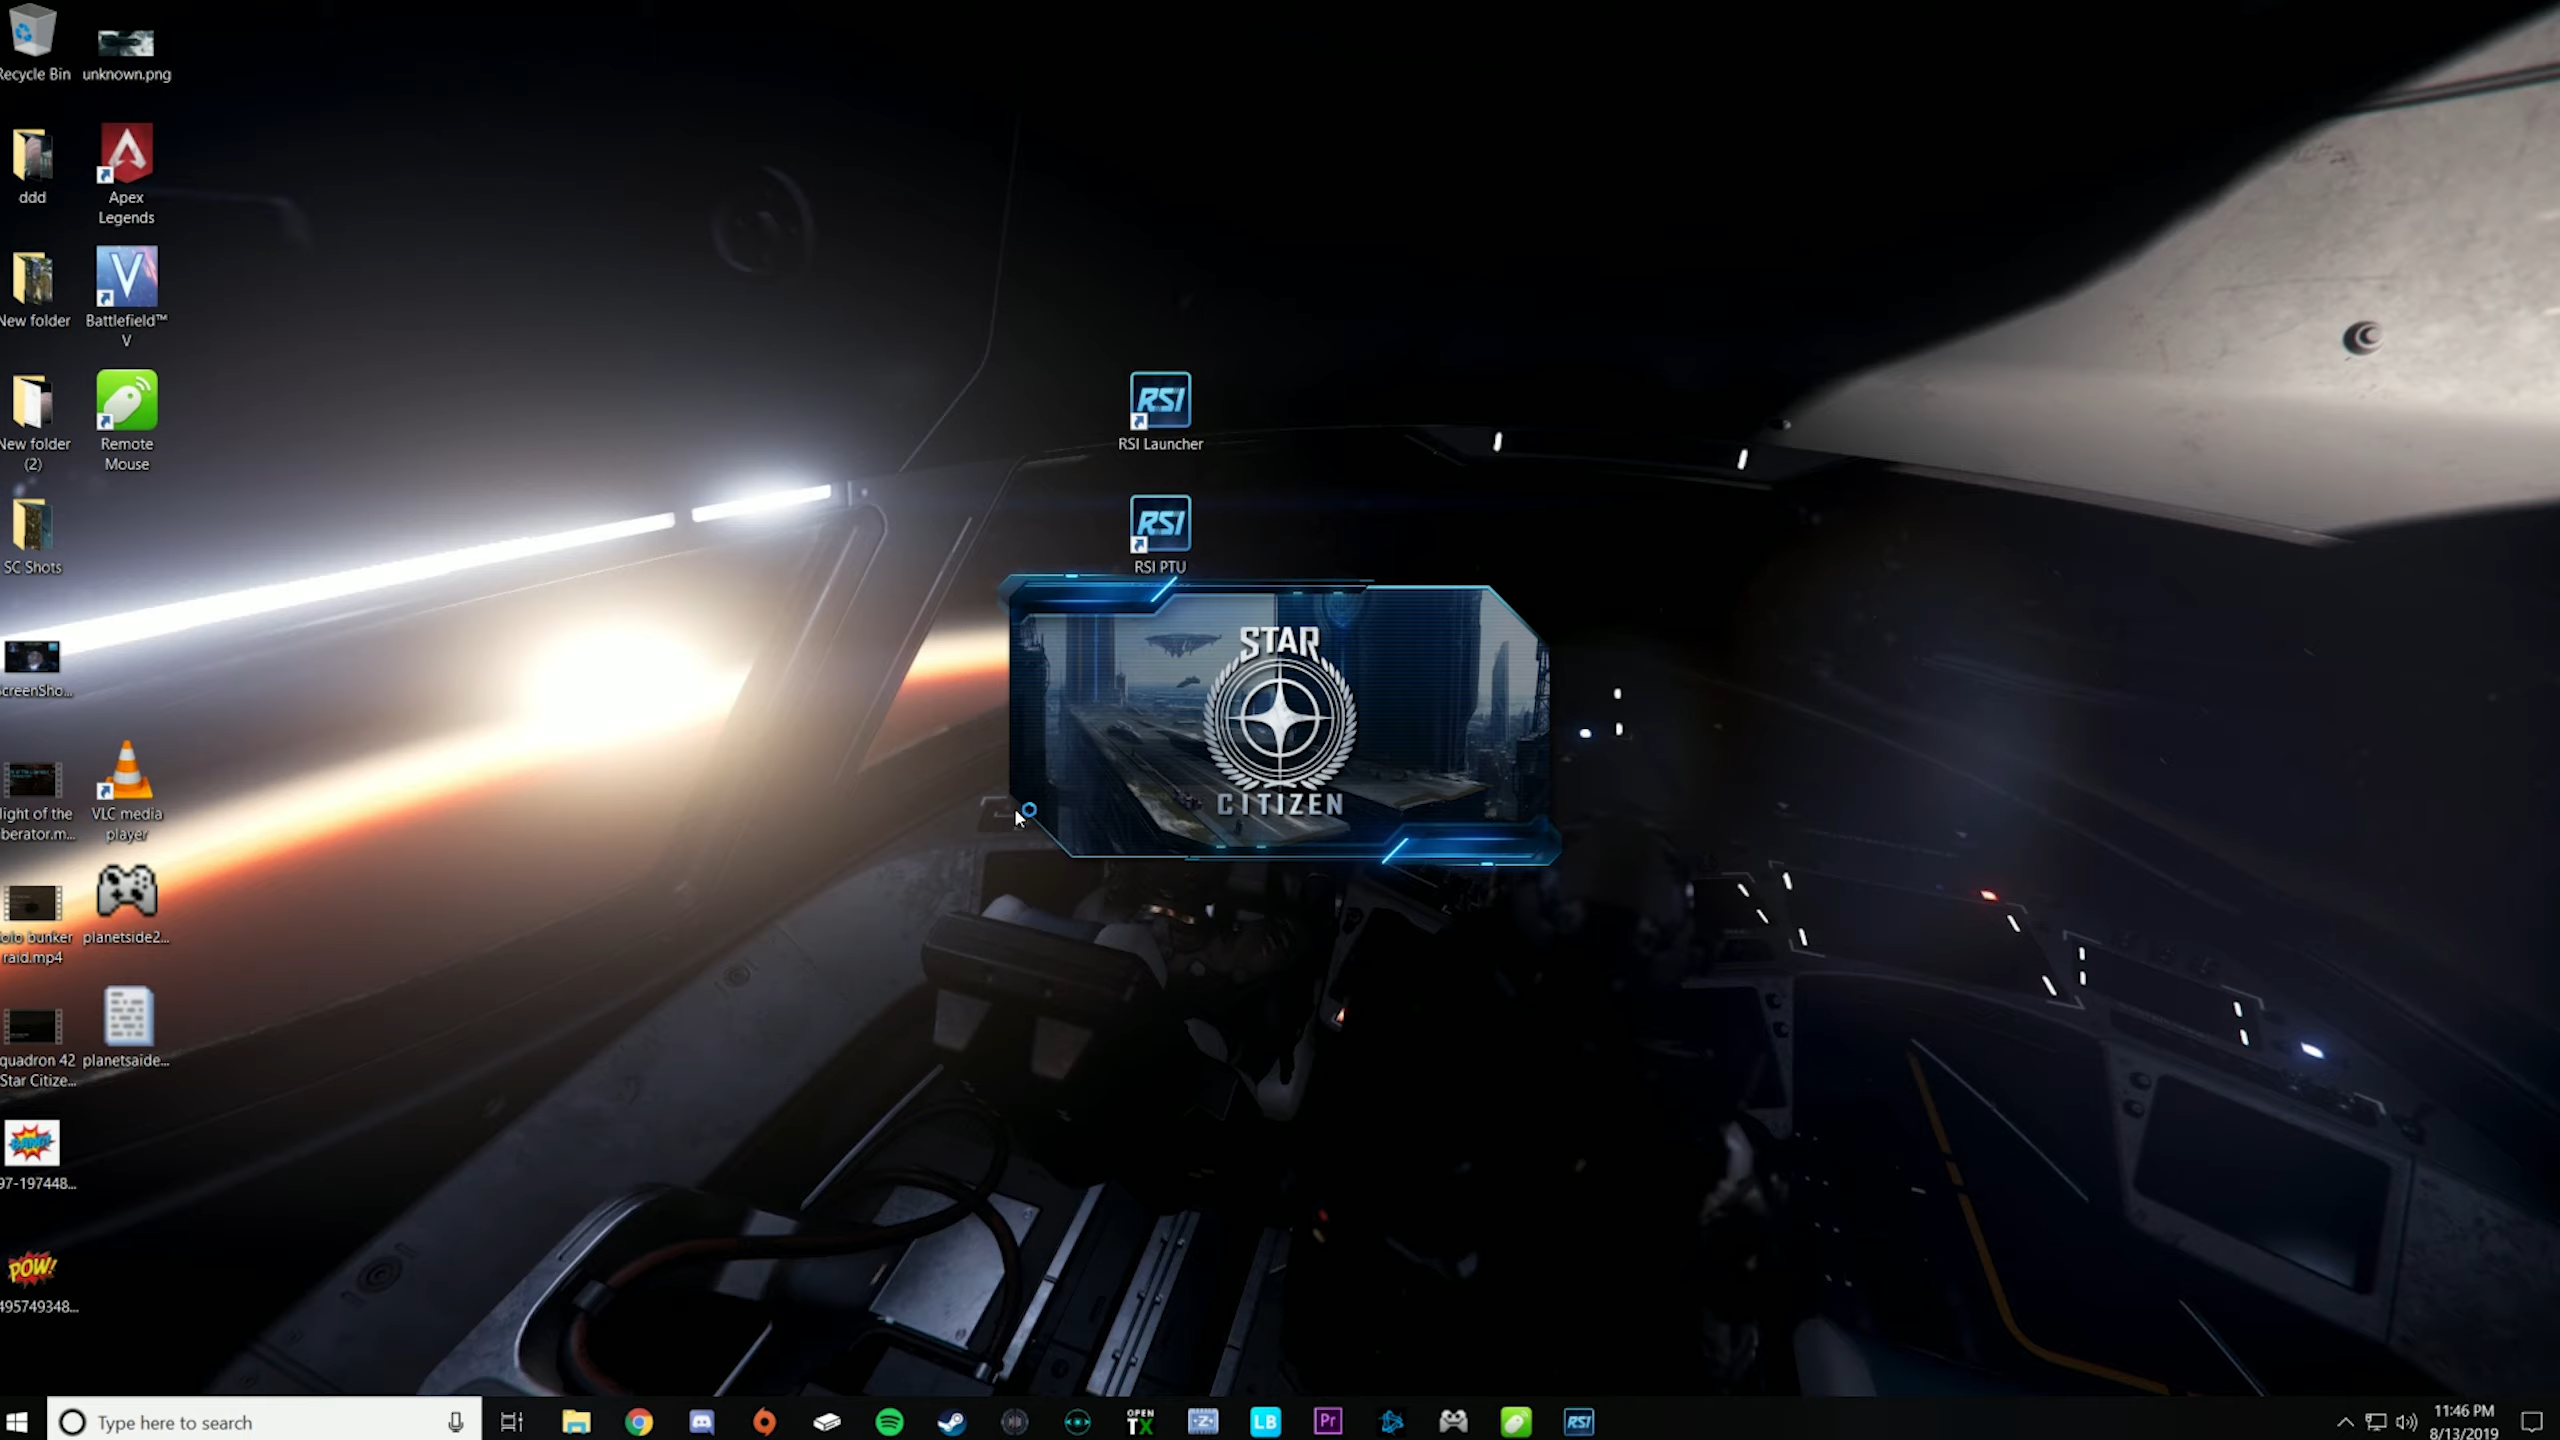 Recycle Bin
unknown.png
ddd
Apex
Legends
New folder
V
Battlefield™
V
New folder
(2)
Remote
Mouse
SC Shots
RSI
RSI Launcher
RSI
RSI PTU
STAR
CITIZEN
ScreenSho...
light of the
berator.m...
VLC media
player
olo bunker
raid.mp4
planetside2...
quadron 42
Star Citize...
planetsaide...
BANG!
97-197448...
POW!
495749348...
Type here to search
OPEN
TX
Z
LB
Pr
RSI
11:46 PM
8/13/2019